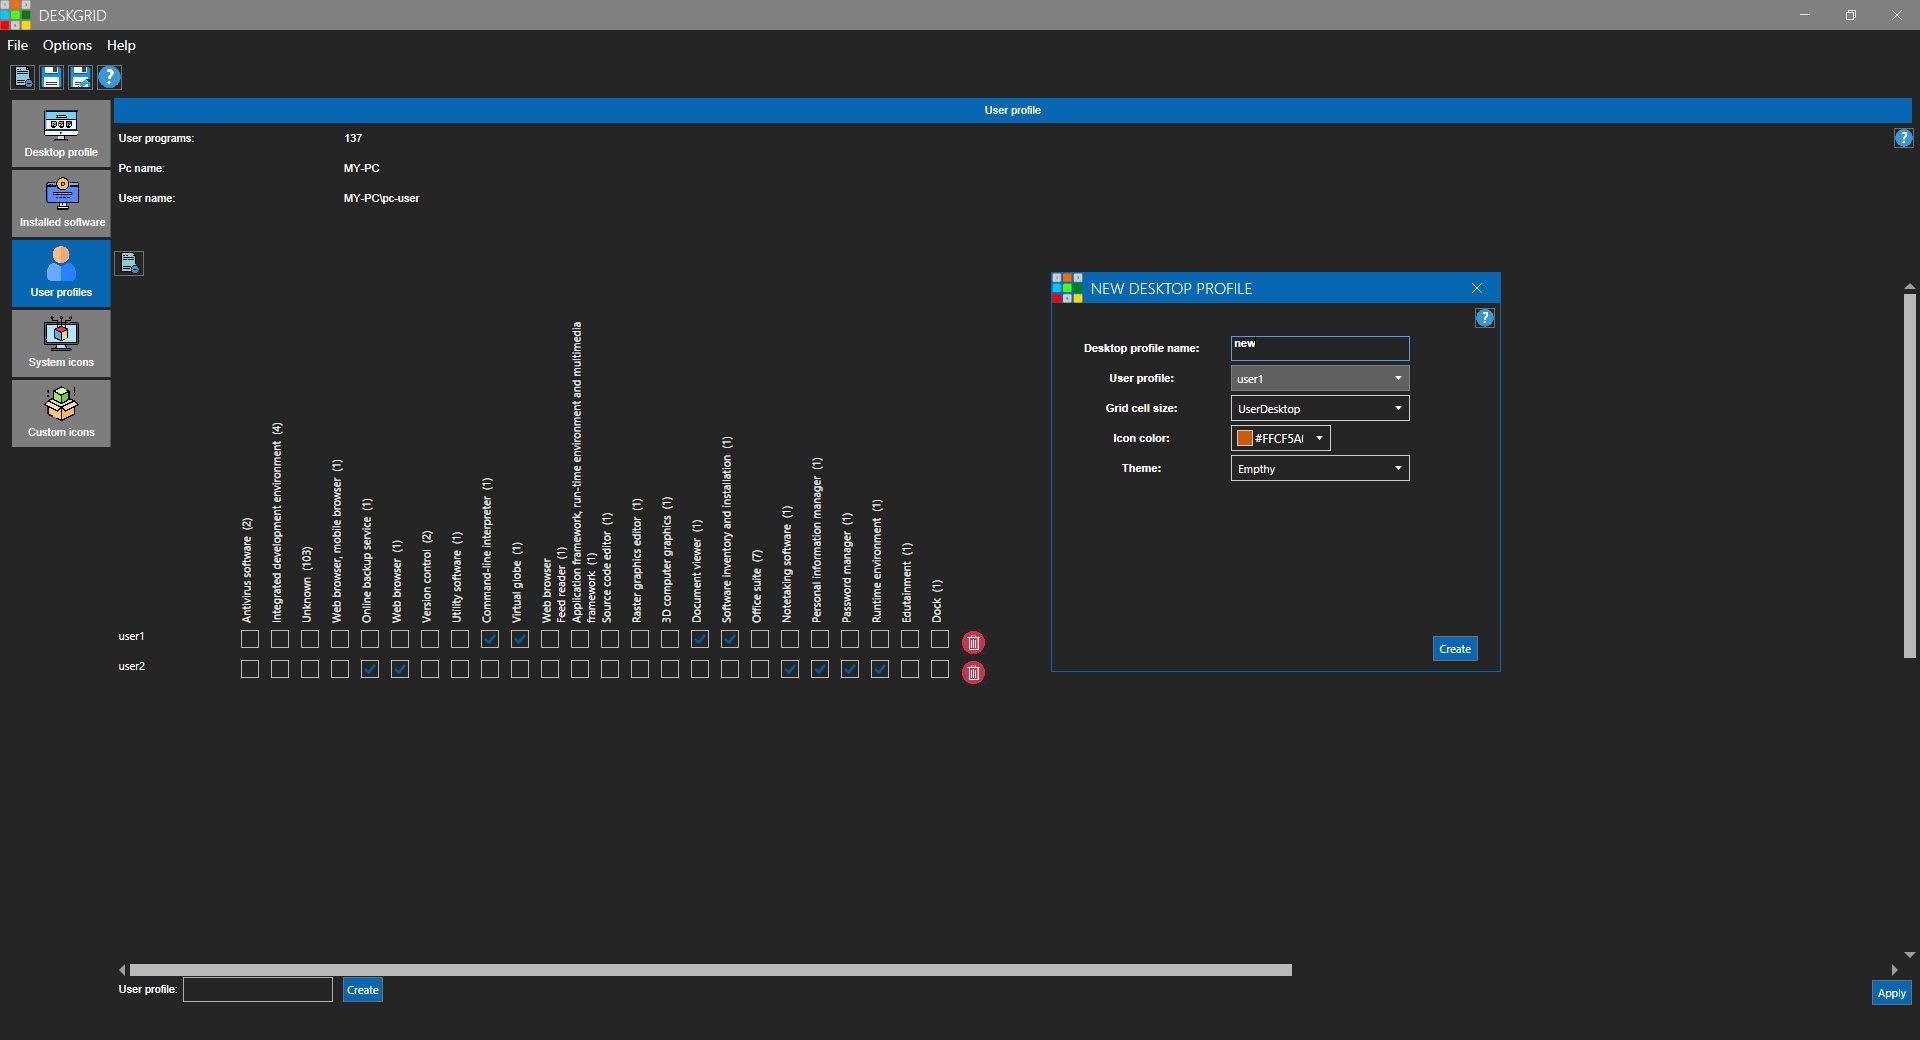 DESKGRID
File Options Help
User profile
Desktop profile
Installed software
User profiles
System icons
Custom icons
User programs: 137
Pc name: MY-PC
User name: MY-PC\pc-user
Antivirus software (2)
Integrated development environment (4)
Unknown (103)
Web browser, mobile browser (1)
Online backup service (1)
Web browser (1)
Version control (2)
Utility software (1)
Command-line interpreter (1)
Virtual globe (1)
Web browser
Feed reader (1)
Application framework, run-time environment and multimedia
framework (1)
Source code editor (1)
Raster graphics editor (1)
3D computer graphics (1)
Document viewer (1)
Software inventory and installation (1)
Office suite (7)
Notetaking software (1)
Personal information manager (1)
Password manager (1)
Runtime environment (1)
Edutainment (1)
Dock (1)
user1
user2
NEW DESKTOP PROFILE
Desktop profile name: new
User profile: user1
Grid cell size: UserDesktop
Icon color: #FFCF5A
Theme: Empthy
Create
User profile: Create
Apply